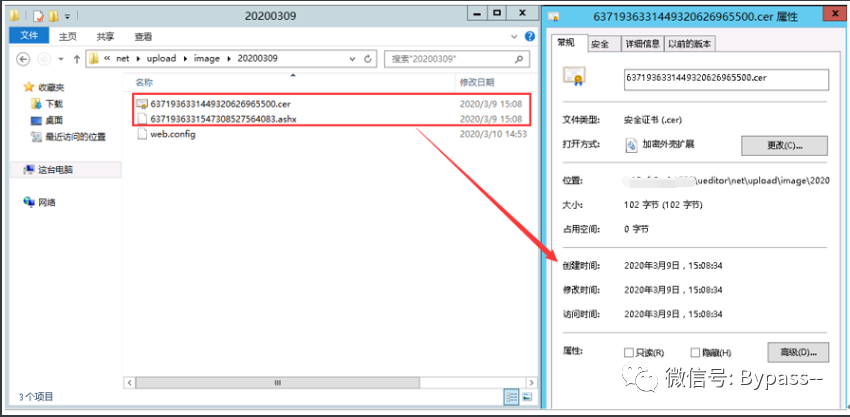 20200309
文件
主页
共享
查看
« net ▸ upload ▸ image ▸ 20200309
搜索"20200309"
收藏夹
下载
桌面
最近访问的位置
这台电脑
网络
名称
修改日期
6371936331449320626965500.cer
2020/3/9 15:08
6371936331547308527564083.ashx
2020/3/9 15:08
web.config
2020/3/10 14:53
3 个项目
6371936331449320626965500.cer 属性
常规
安全
详细信息
以前的版本
6371936331449320626965500.cer
文件类型:
安全证书 (.cer)
打开方式:
加密外壳扩展
更改(C)...
位置:
\ueditor\net\upload\image\2020
大小:
102 字节 (102 字节)
占用空间:
0 字节
创建时间:
2020年3月9日，15:08:34
修改时间:
2020年3月9日，15:08:34
访问时间:
2020年3月9日，15:08:34
属性:
只读(R)
隐藏(H)
高级(D)...
微信号: Bypass--